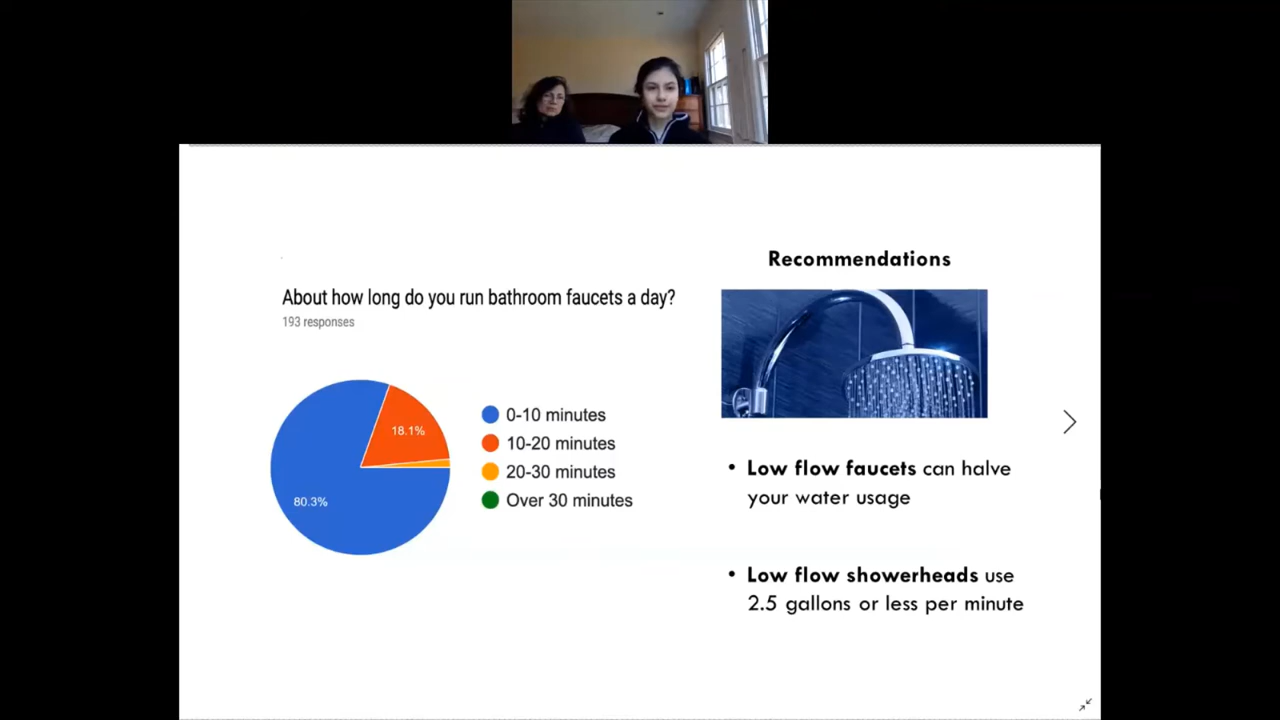 Recommendations
About how long do you run bathroom faucets a day?
193 responses
18.1%
80.3%
0-10 minutes
10-20 minutes
20-30 minutes
Over 30 minutes
• Low flow faucets can halve
your water usage
• Low flow showerheads use
2.5 gallons or less per minute